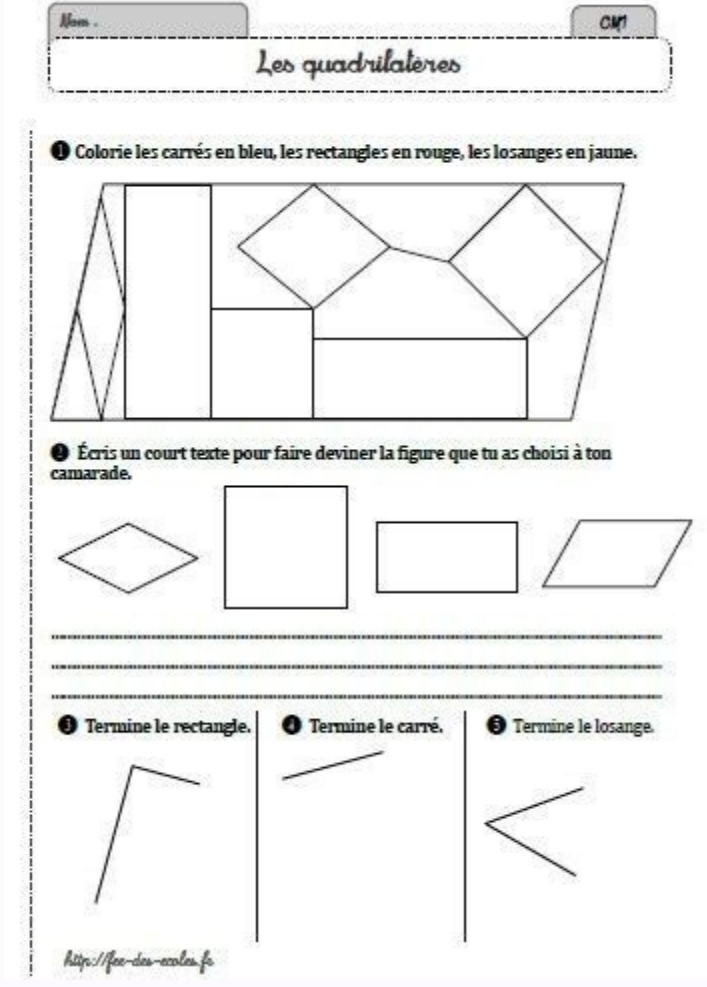 Nom .
CM1
Les quadrilatères
❶ Colorie les carrés en bleu, les rectangles en rouge, les losanges en jaune.
❷ Écris un court texte pour faire deviner la figure que tu as choisi à ton
camarade.
❸ Termine le rectangle.
❹ Termine le carré.
❺ Termine le losange.
http://fee-des-ecoles.fr